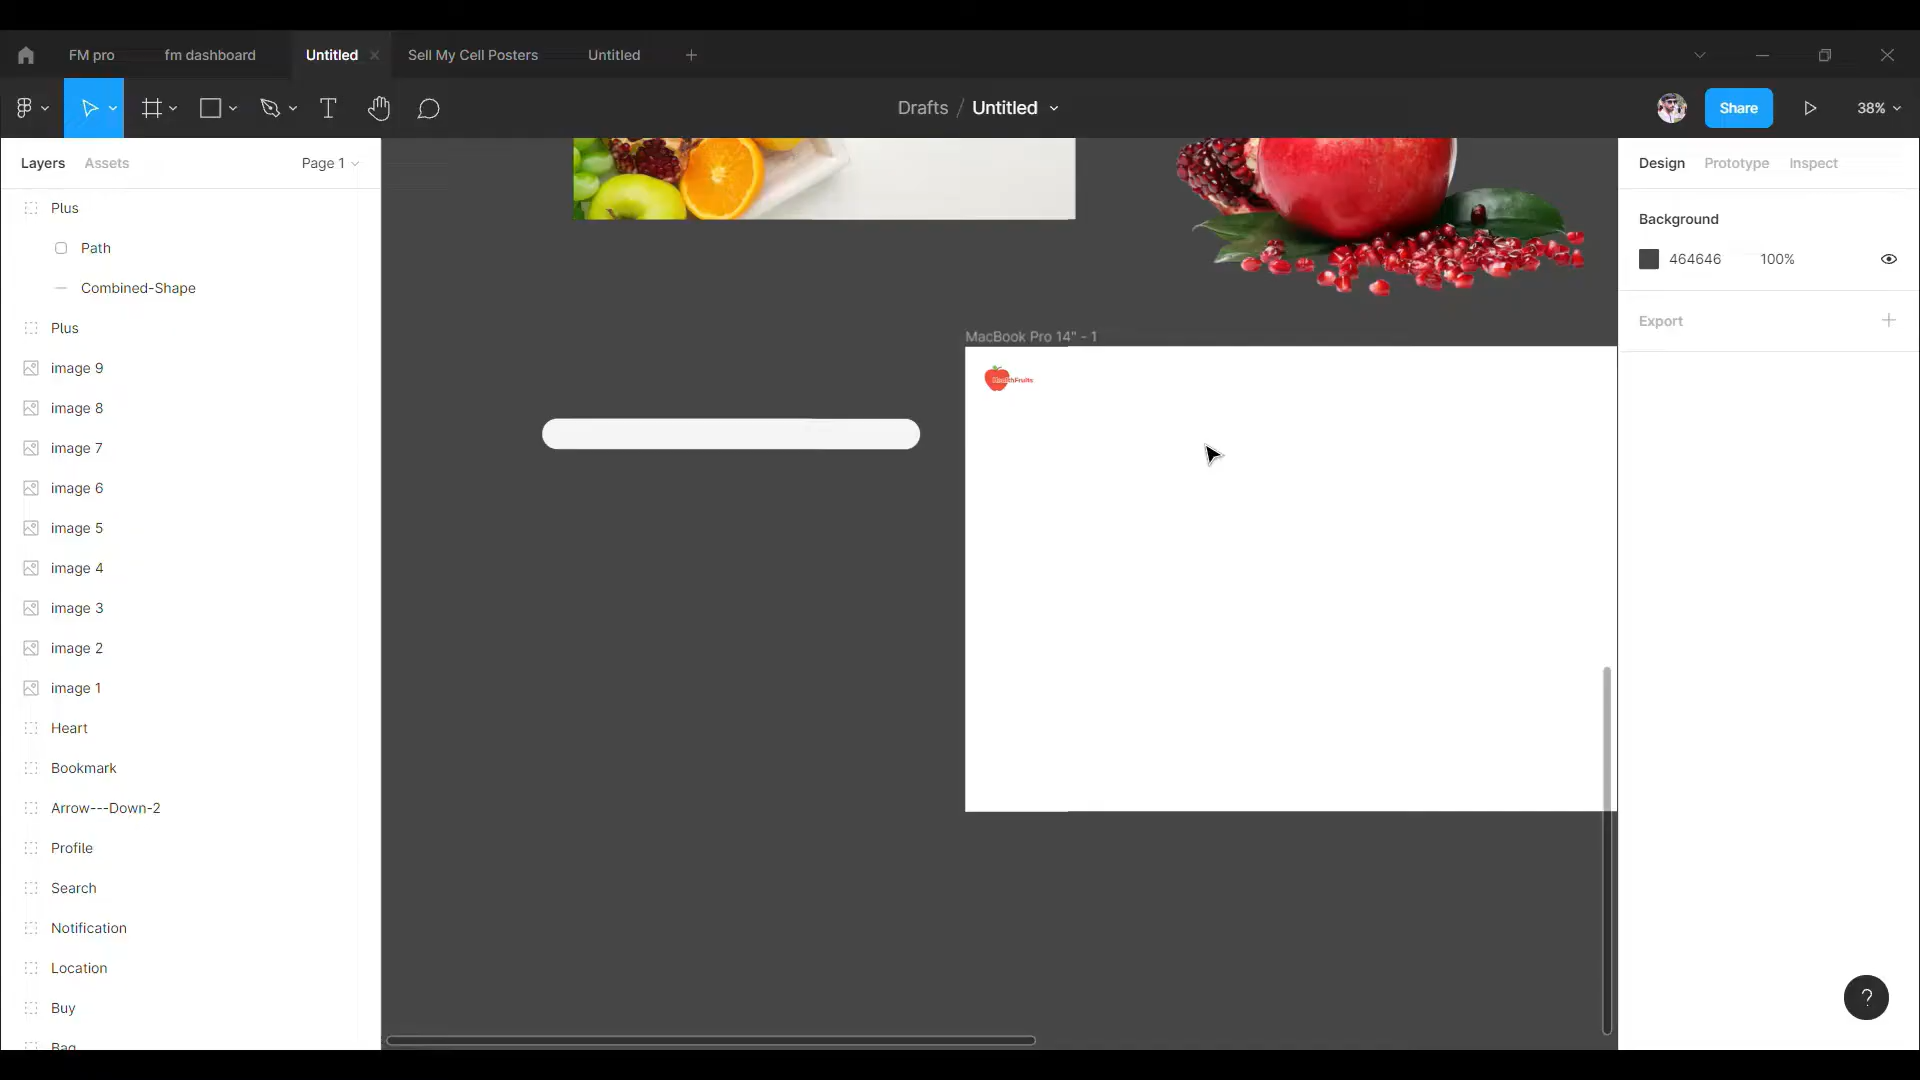 FM pro
fm dashboard
Untitled
Sell My Cell Posters
Untitled
Drafts / Untitled
Share
38%
Layers
Assets
Page 1
Design
Prototype
Inspect
Plus
Path
Combined-Shape
Plus
image 9
image 8
image 7
image 6
image 5
image 4
image 3
image 2
image 1
Heart
Bookmark
Arrow---Down-2
Profile
Search
Notification
Location
Buy
Bag
MacBook Pro 14" - 1
HealthFruits
Background
464646
100%
Export
?